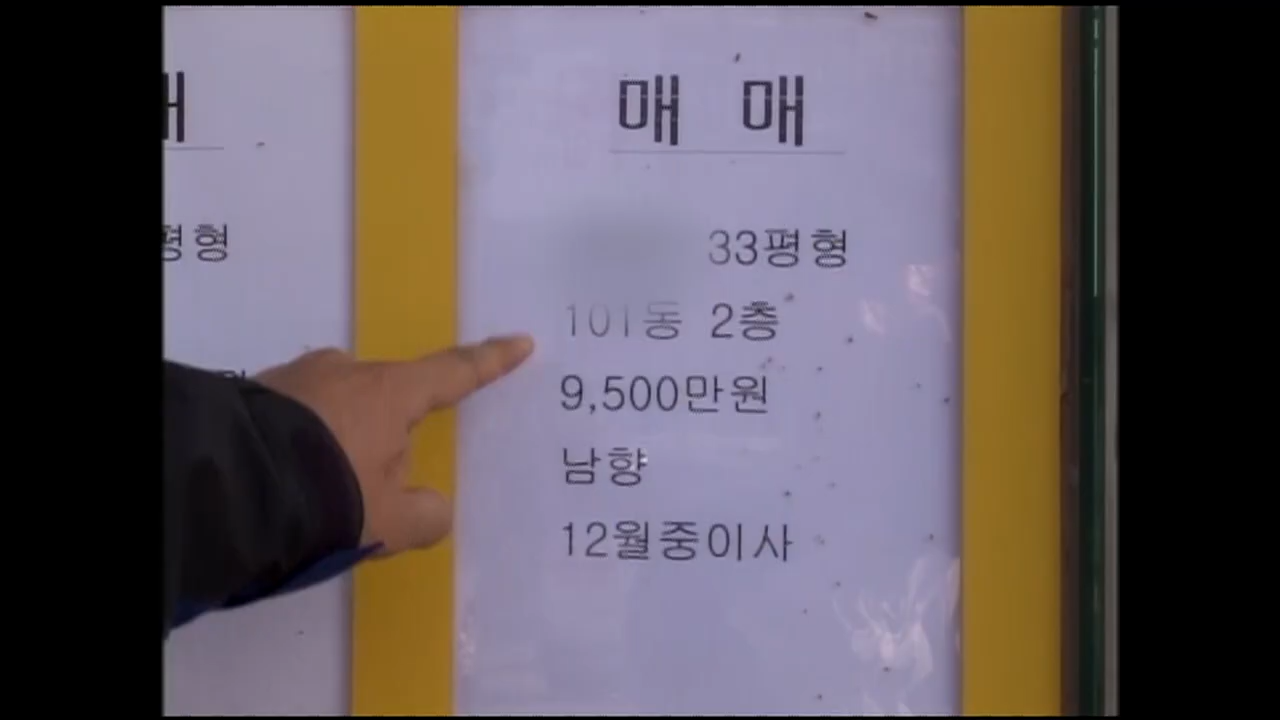 매 매
33평형
101동 2층
9,500만원
남향
12월중이사
평형